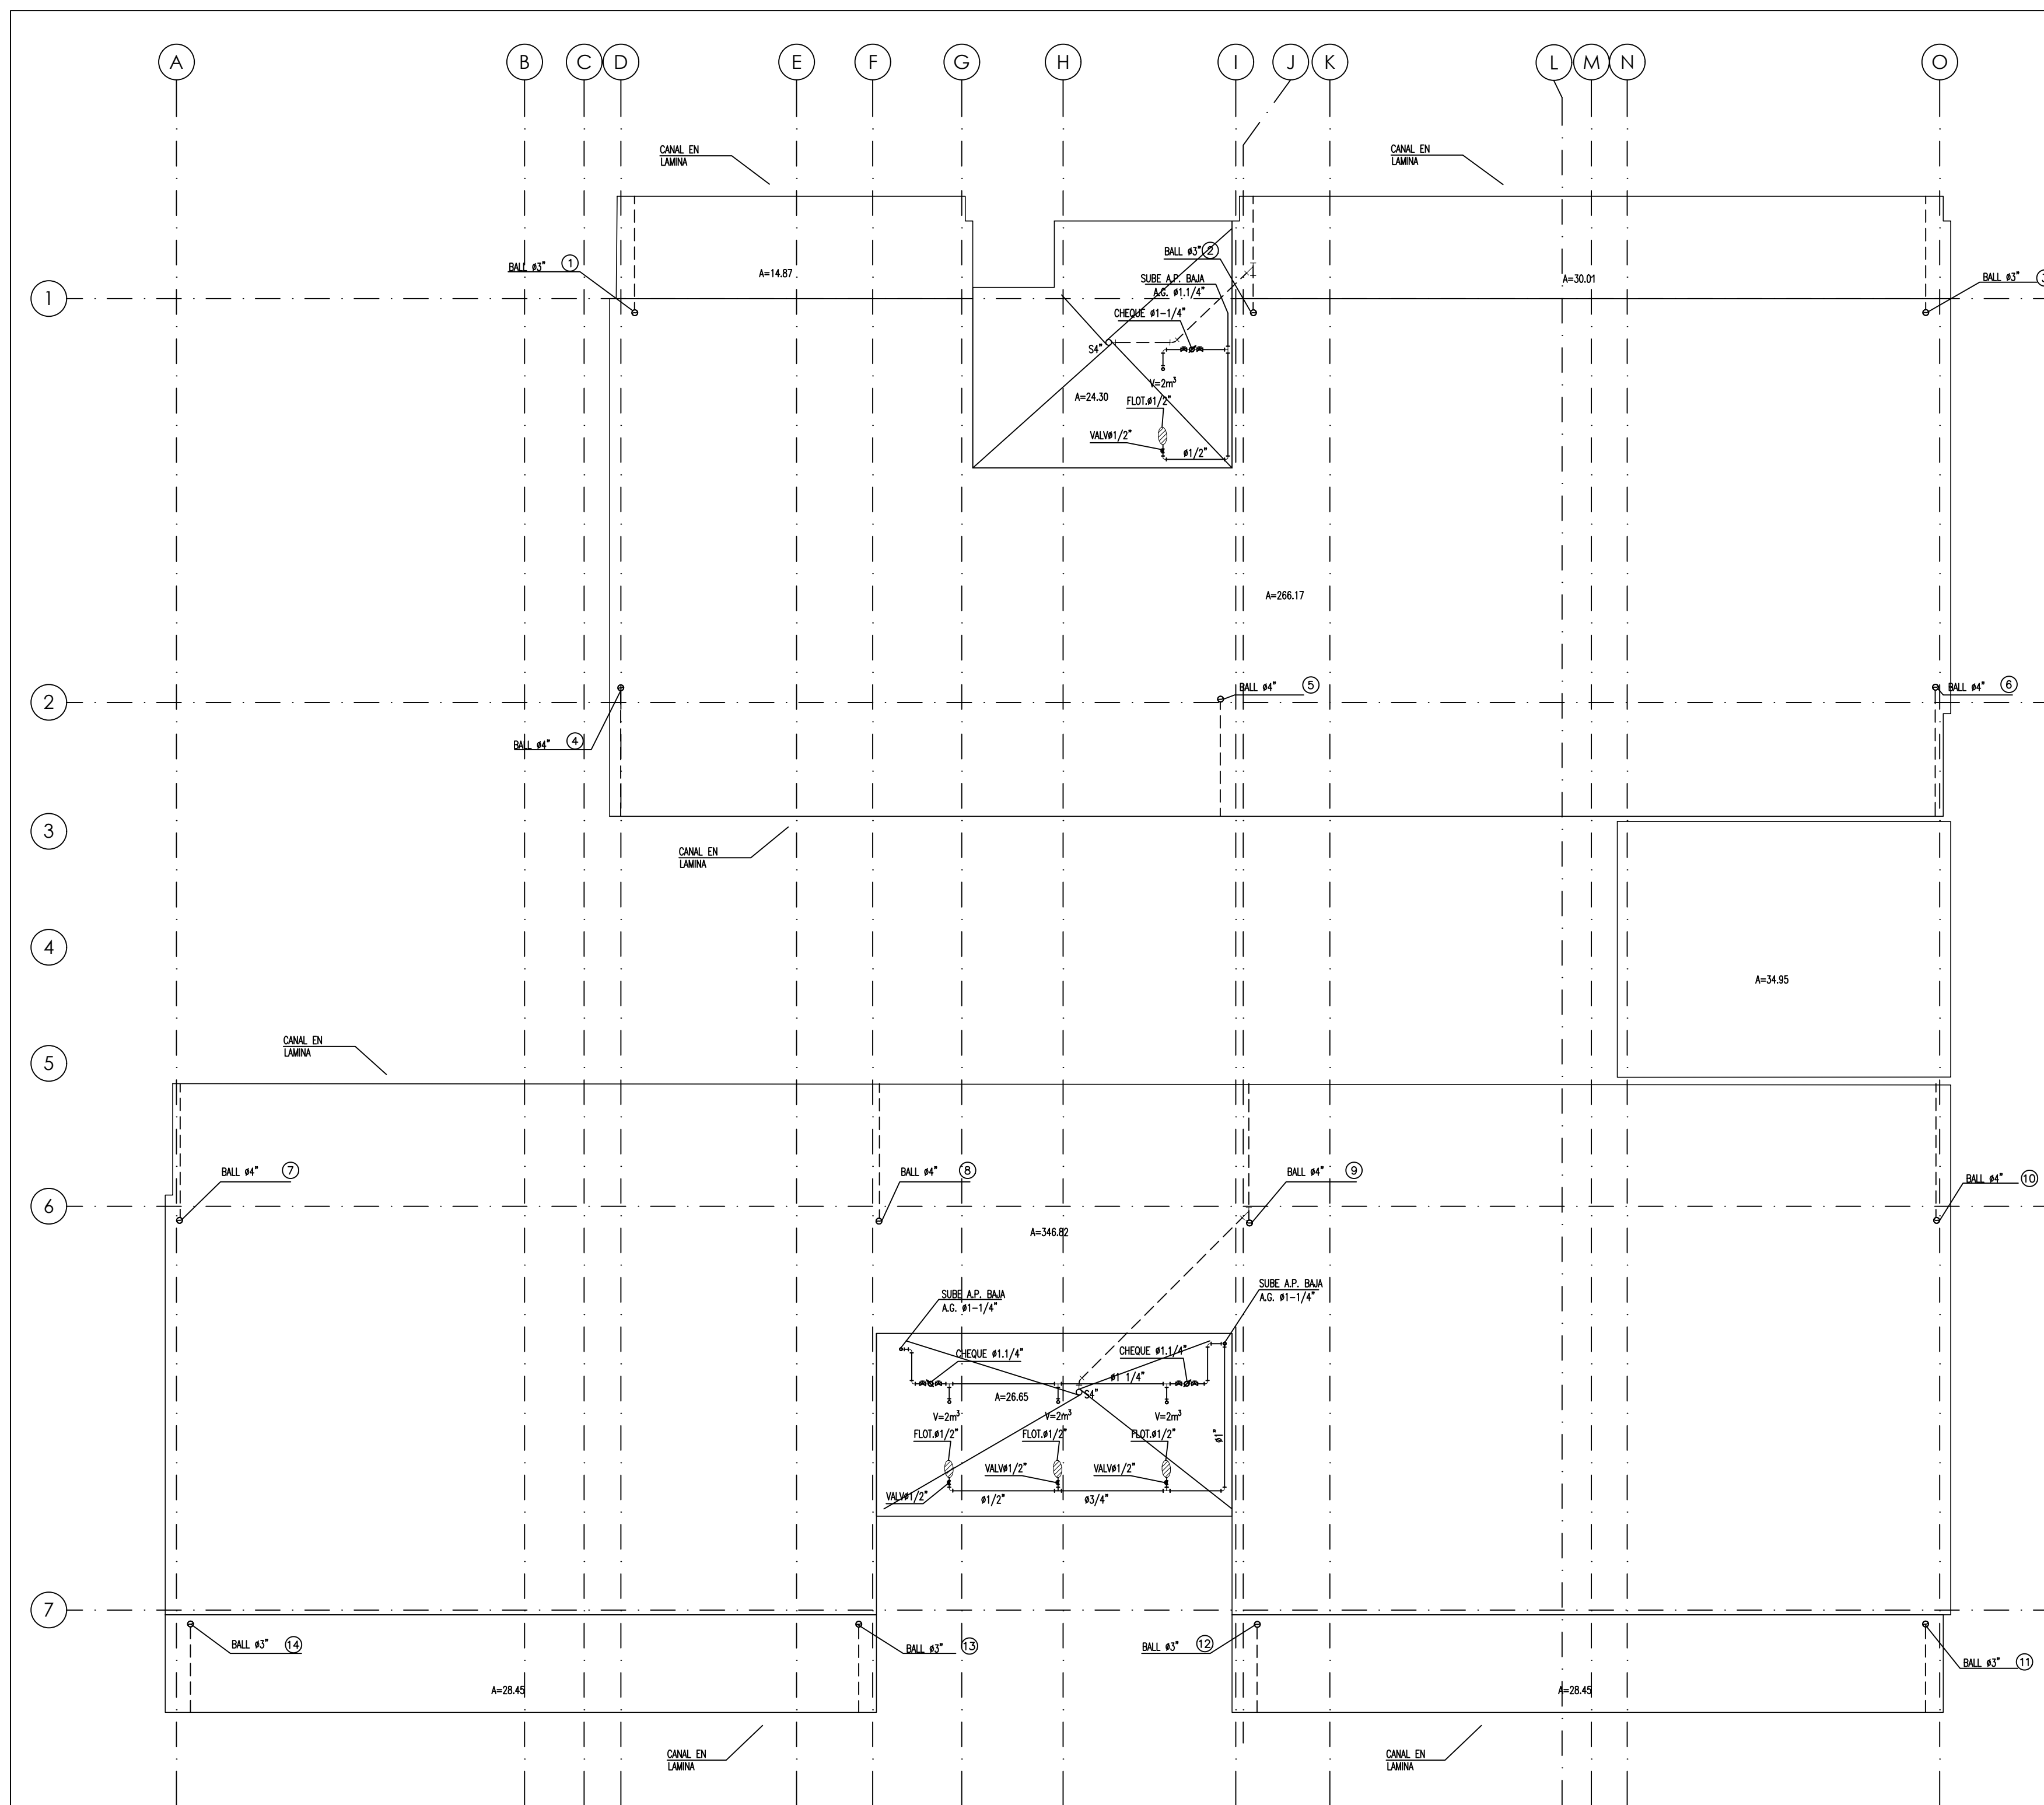 A B C D E F G H I J K L M N O
CANAL EN
LAMINA
CANAL EN
LAMINA
BALL ø3" 1
A=14.87
BALL ø3" 2
SUBE A.P. BAJA
A.G. ø1.1/4"
A=30.01
BALL ø3" 3
1
CHEQUE ø1-1/4"
S4"
V=2m³
A=24.30
FLOT.ø1/2"
VALVø1/2"
ø1/2"
A=266.17
BALL ø4" 5
BALL ø4" 6
2
BALL ø4" 4
3
CANAL EN
LAMINA
4
A=34.95
CANAL EN
LAMINA
5
BALL ø4" 7
BALL ø4" 8
BALL ø4" 9
BALL ø4" 10
6
A=346.82
SUBE A.P. BAJA
A.G. ø1-1/4"
SUBE A.P. BAJA
A.G. ø1-1/4"
CHEQUE ø1.1/4"
CHEQUE ø1.1/4"
ø1 1/4"
A=26.65
S4"
V=2m³
V=2m³
V=2m³
FLOT.ø1/2"
FLOT.ø1/2"
FLOT.ø1/2"
ø1"
VALVø1/2"
VALVø1/2"
VALVø1/2"
ø1/2"
ø3/4"
7
BALL ø3" 14
BALL ø3" 13
BALL ø3" 12
BALL ø3" 11
A=28.45
A=28.45
CANAL EN
LAMINA
CANAL EN
LAMINA